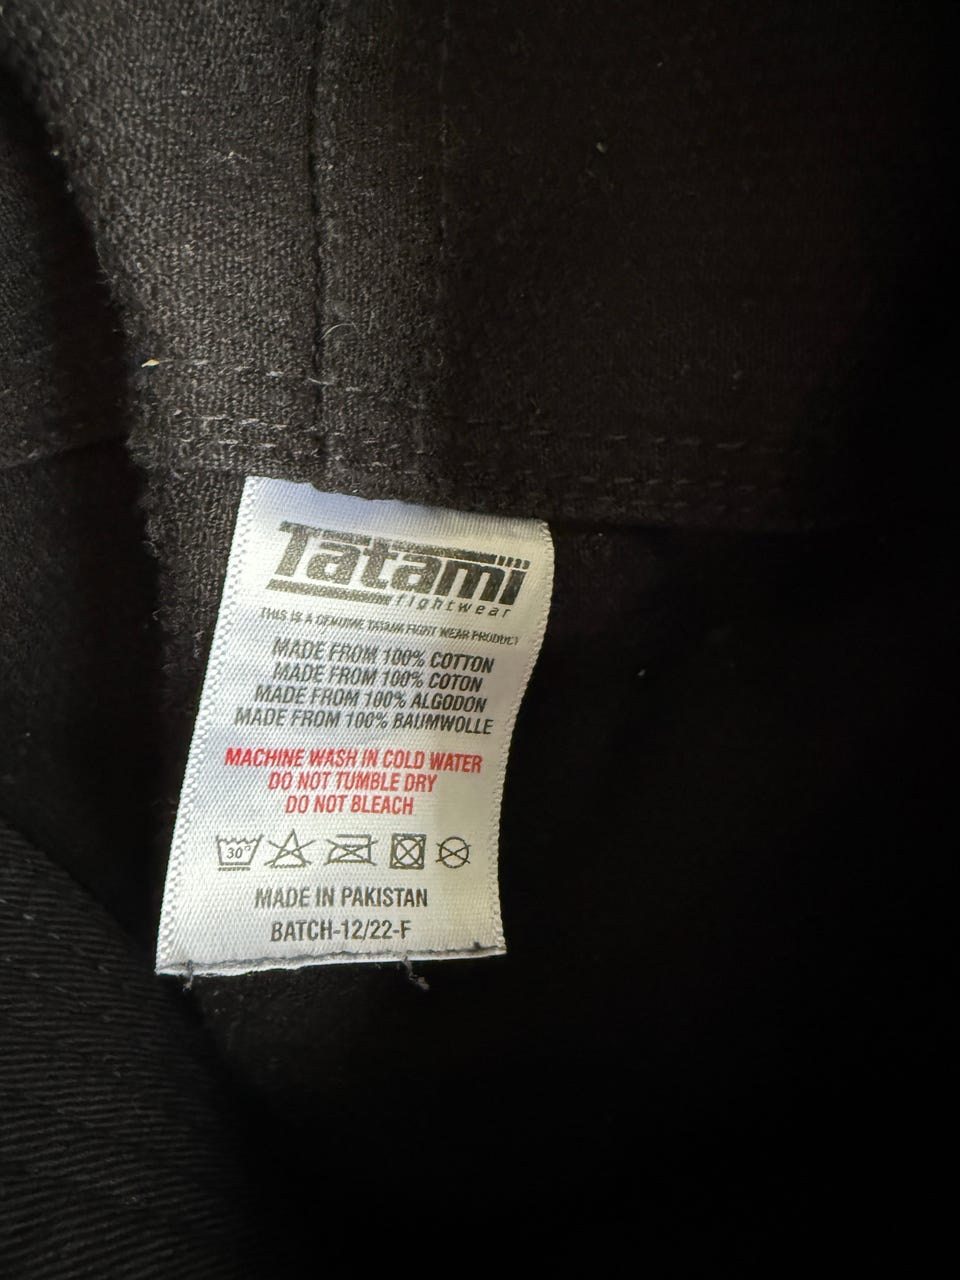 Tatami
fightwear
THIS IS A GENUINE TATAMI FIGHT WEAR PRODUCT
MADE FROM 100% COTTON
MADE FROM 100% COTON
MADE FROM 100% ALGODON
MADE FROM 100% BAUMWOLLE
MACHINE WASH IN COLD WATER
DO NOT TUMBLE DRY
DO NOT BLEACH
30°
MADE IN PAKISTAN
BATCH-12/22-F